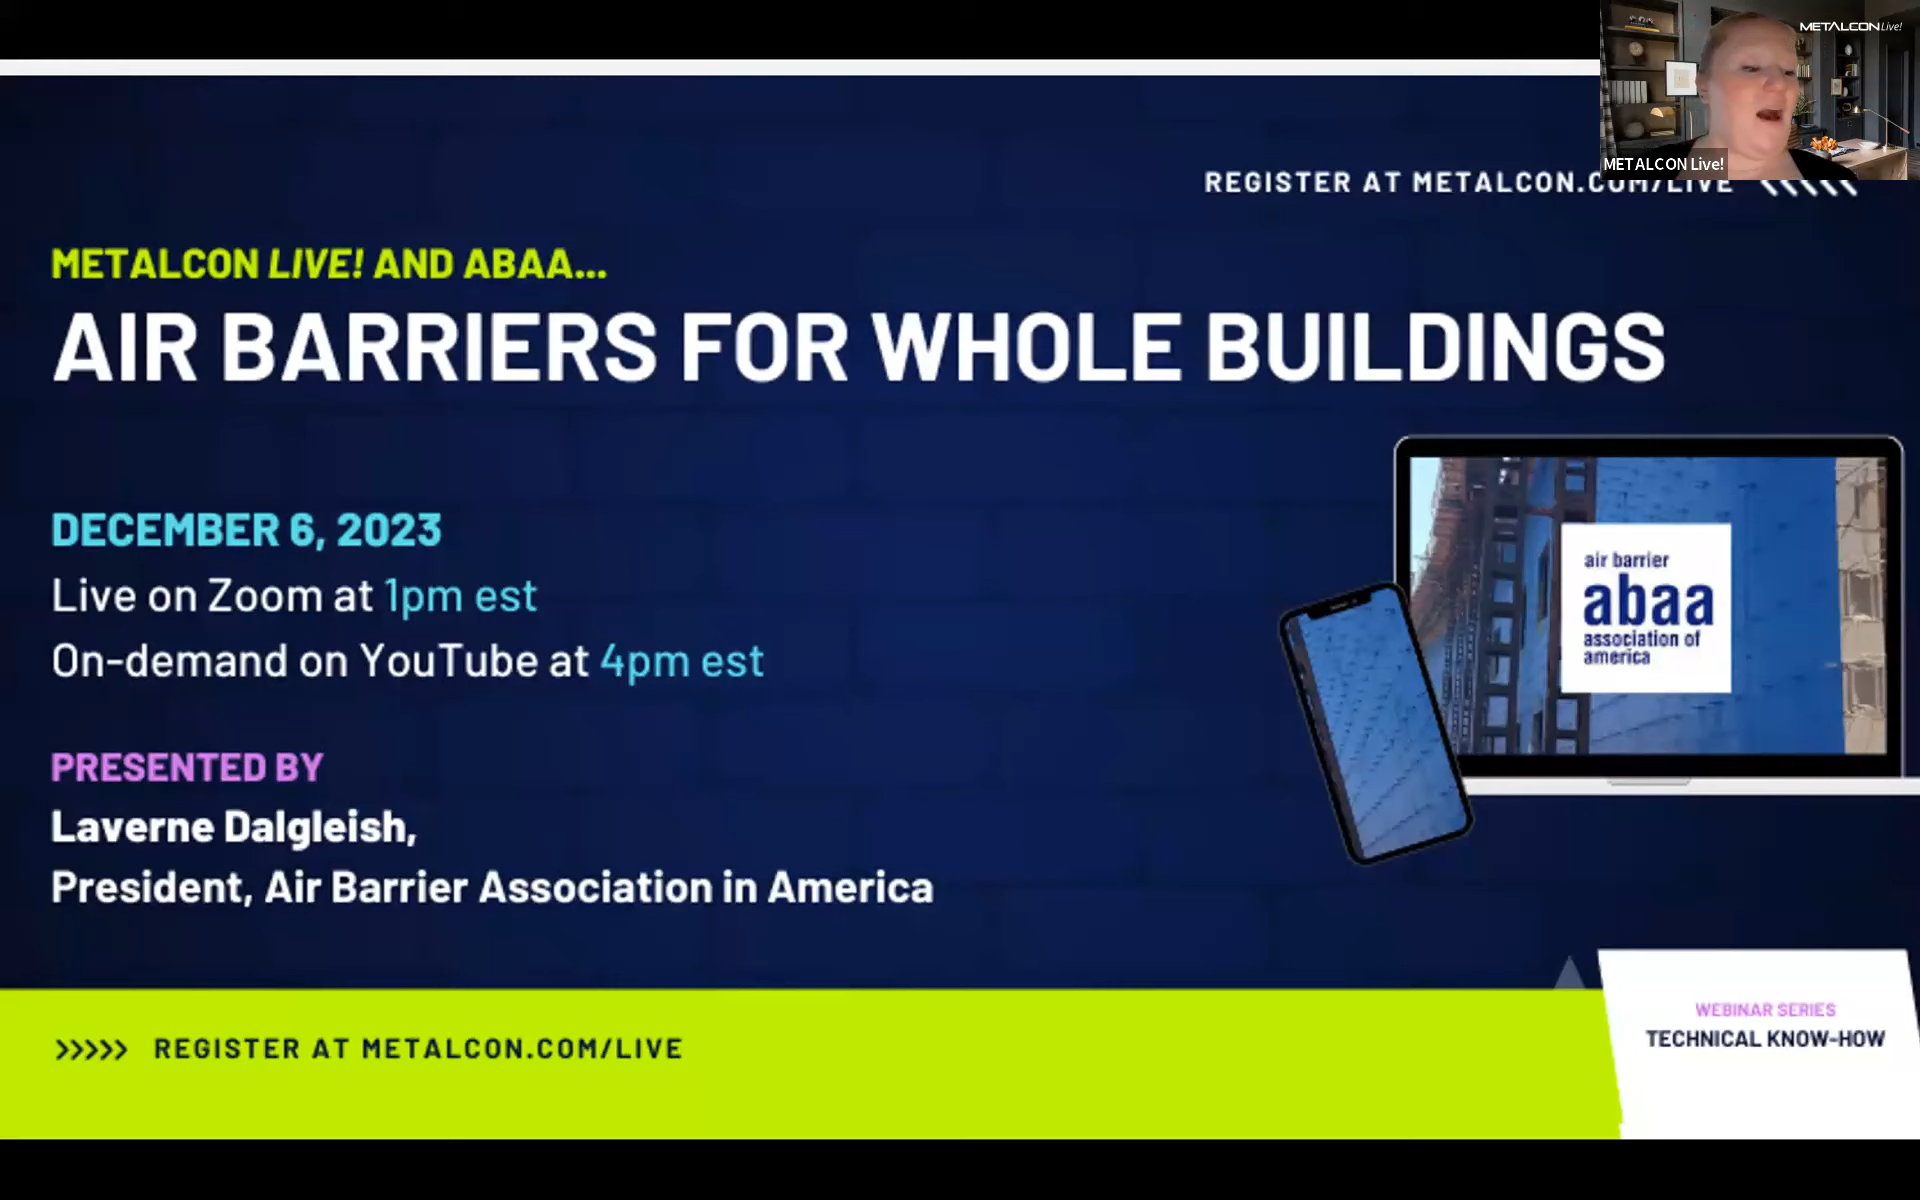 METALCON Live!
METALCON Live!
REGISTER AT METALCON.COM/LIVE
METALCON LIVE! AND ABAA...
AIR BARRIERS FOR WHOLE BUILDINGS
DECEMBER 6, 2023
Live on Zoom at 1pm est
On-demand on YouTube at 4pm est
air barrier
abaa
association of
america
PRESENTED BY
Laverne Dalgleish,
President, Air Barrier Association in America
>>>>> REGISTER AT METALCON.COM/LIVE
WEBINAR SERIES
TECHNICAL KNOW-HOW